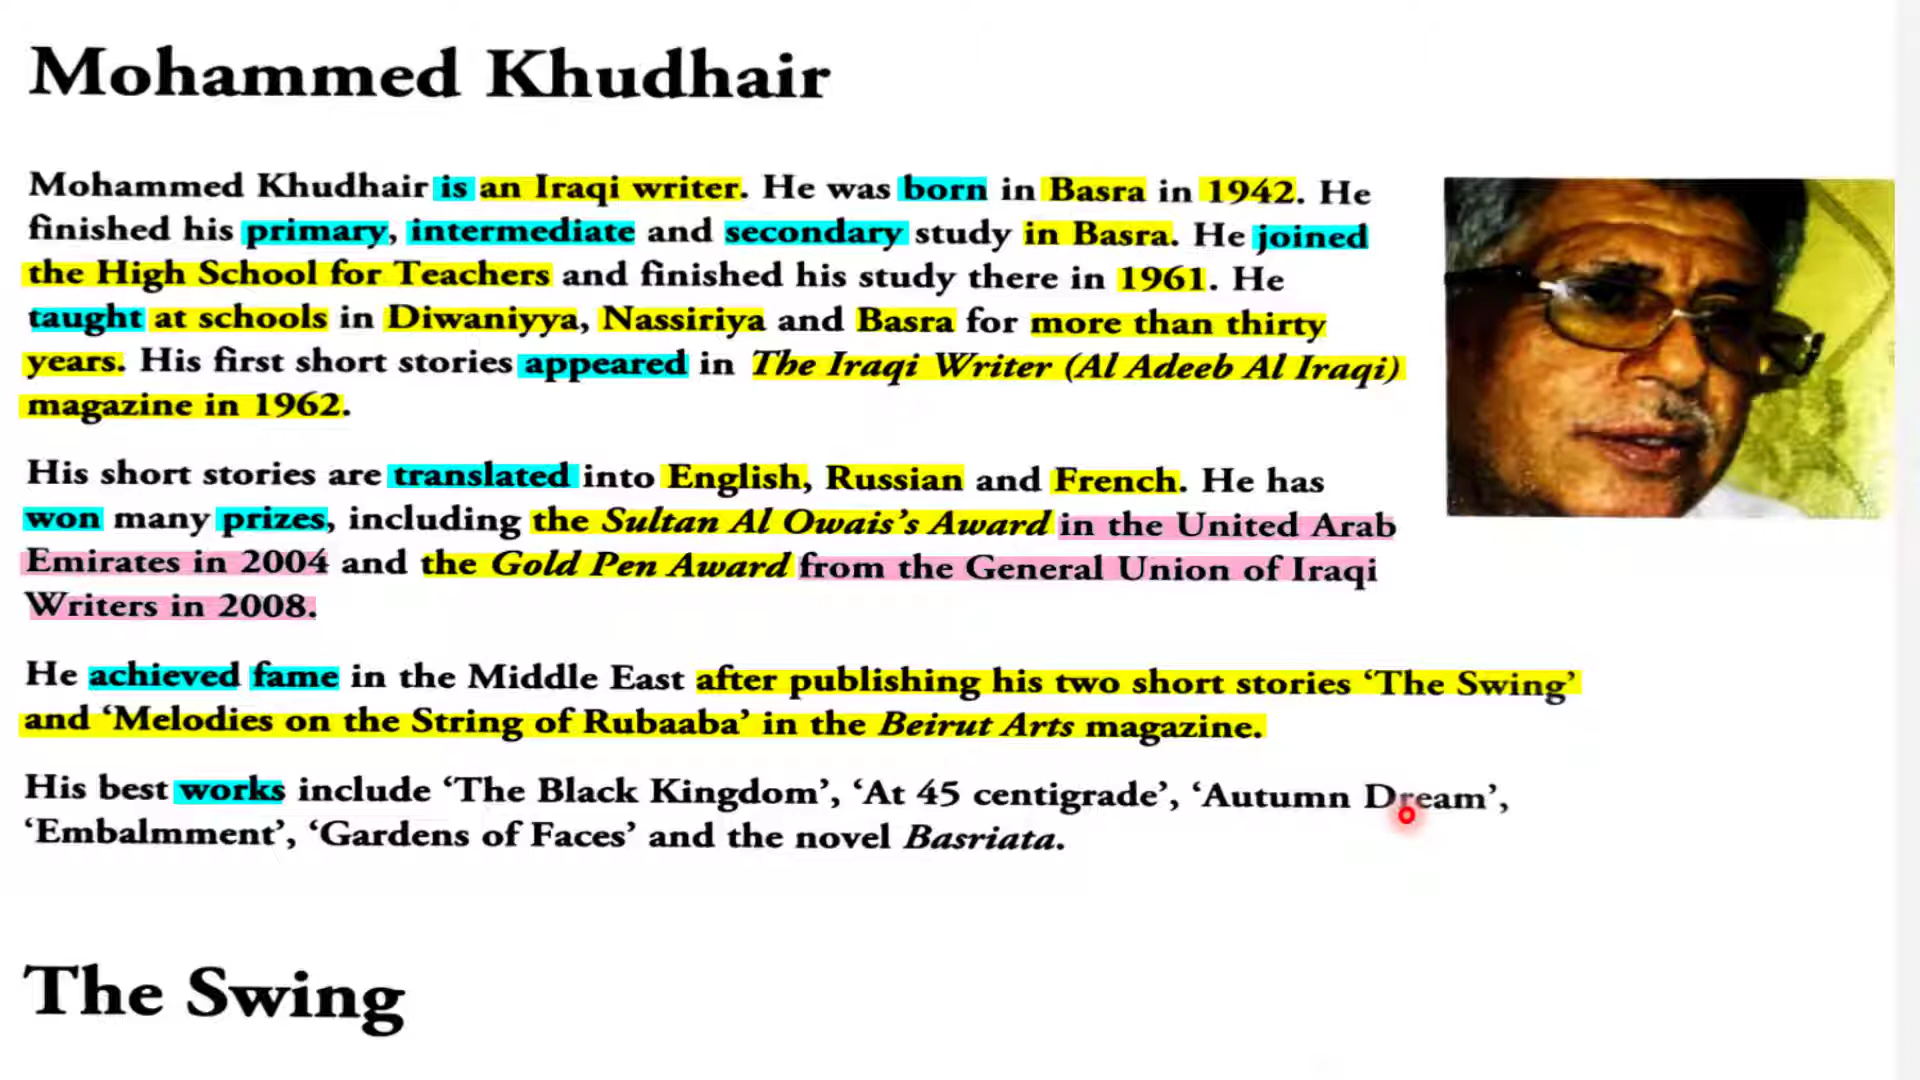 Mohammed Khudhair
Mohammed Khudhair is an Iraqi writer. He was born in Basra in 1942. He
finished his primary, intermediate and secondary study in Basra. He joined
the High School for Teachers and finished his study there in 1961. He
taught at schools in Diwaniyya, Nassiriya and Basra for more than thirty
years. His first short stories appeared in The Iraqi Writer (Al Adeeb Al Iraqi)
magazine in 1962.
His short stories are translated into English, Russian and French. He has
won many prizes, including the Sultan Al Owais’s Award in the United Arab
Emirates in 2004 and the Gold Pen Award from the General Union of Iraqi
Writers in 2008.
He achieved fame in the Middle East after publishing his two short stories ‘The Swing’
and ‘Melodies on the String of Rubaaba’ in the Beirut Arts magazine.
His best works include ‘The Black Kingdom’, ‘At 45 centigrade’, ‘Autumn Dream’,
‘Embalmment’, ‘Gardens of Faces’ and the novel Basriata.
The Swing